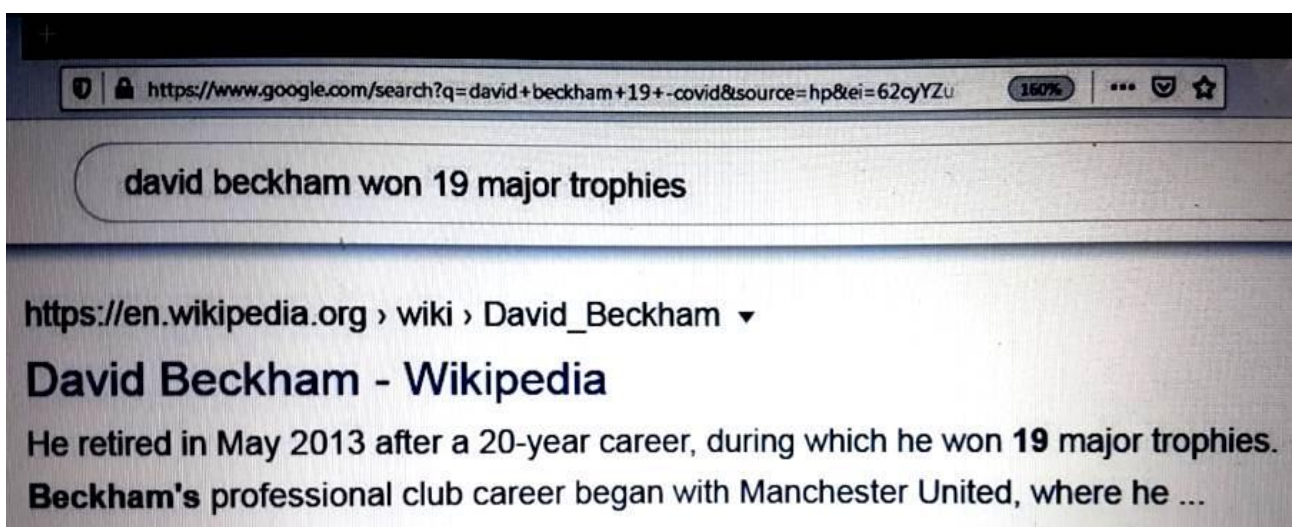 https://www.google.com/search?q=david+beckham+19+-covid&source=hp&ei=62cyYZu 160%
david beckham won 19 major trophies
https://en.wikipedia.org › wiki › David_Beckham
David Beckham - Wikipedia
He retired in May 2013 after a 20-year career, during which he won 19 major trophies.
Beckham's professional club career began with Manchester United, where he ...